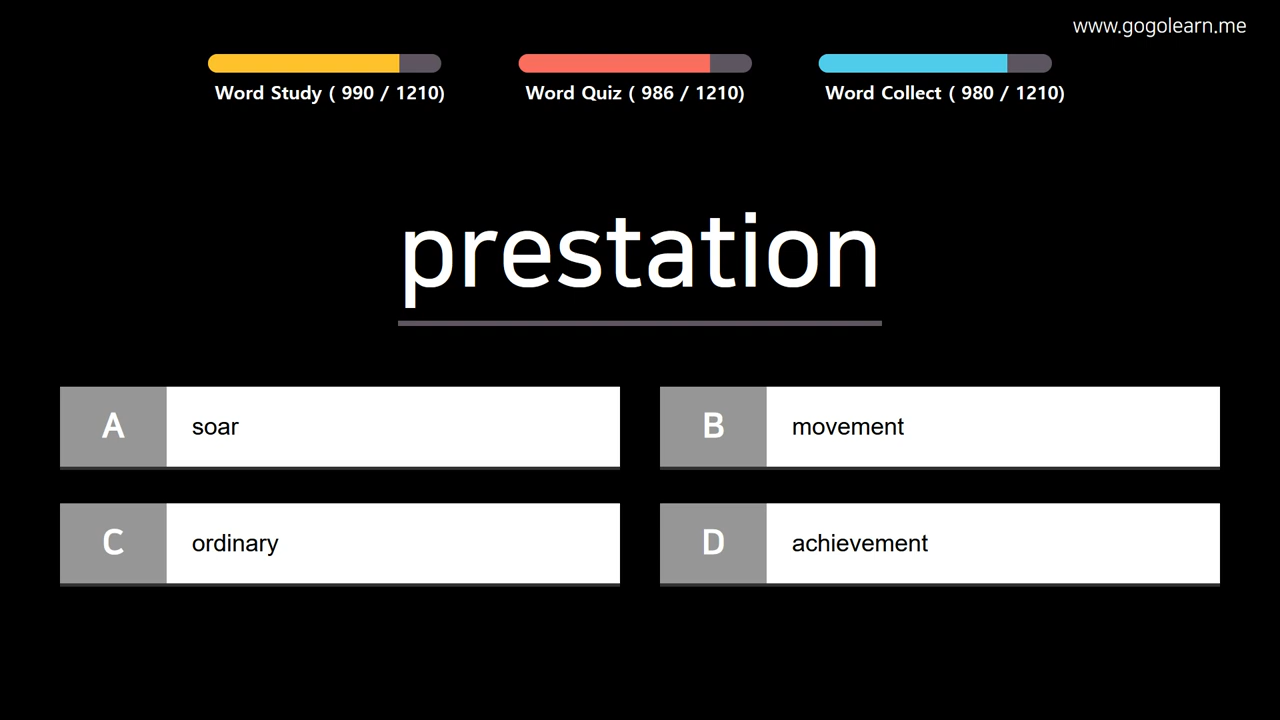 www.gogolearn.me
Word Study ( 990 / 1210)
Word Quiz ( 986 / 1210)
Word Collect ( 980 / 1210)
prestation
A soar
B movement
C ordinary
D achievement